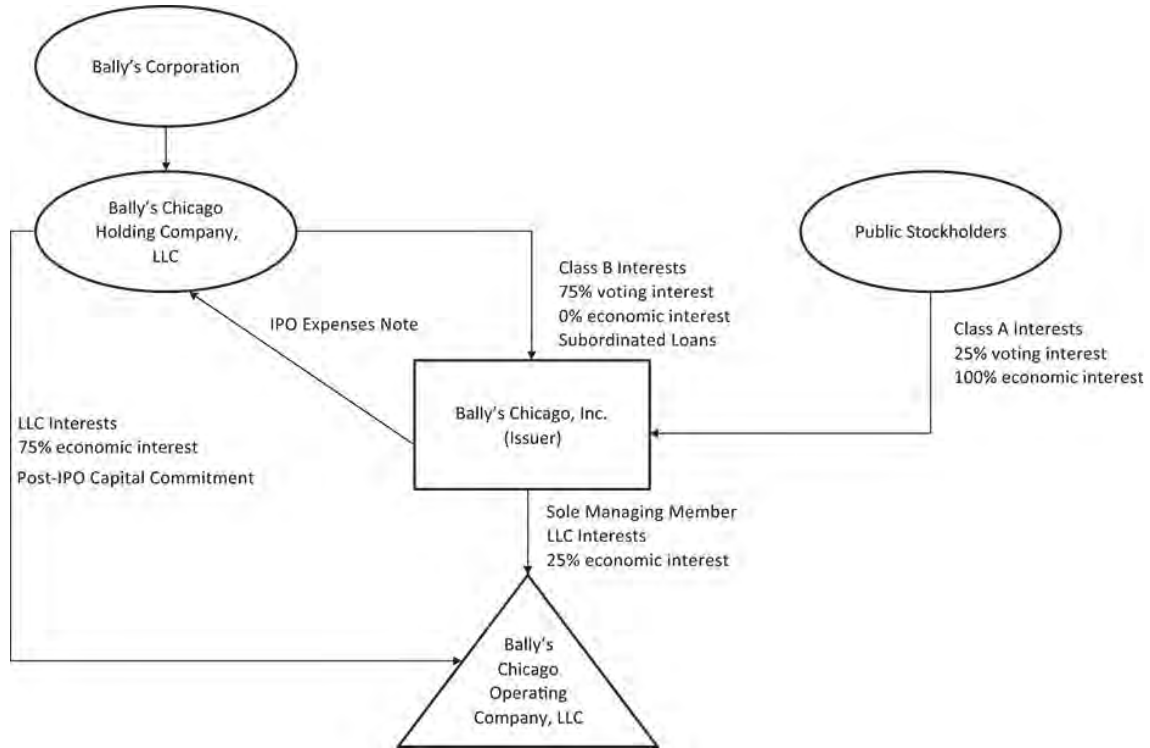 Bally’s Corporation
Bally’s Chicago
Holding Company,
LLC
Public Stockholders
Class B Interests
75% voting interest
0% economic interest
Subordinated Loans
IPO Expenses Note
Class A Interests
25% voting interest
100% economic interest
Bally’s Chicago, Inc.
(Issuer)
LLC Interests
75% economic interest
Post-IPO Capital Commitment
Sole Managing Member
LLC Interests
25% economic interest
Bally’s
Chicago
Operating
Company, LLC